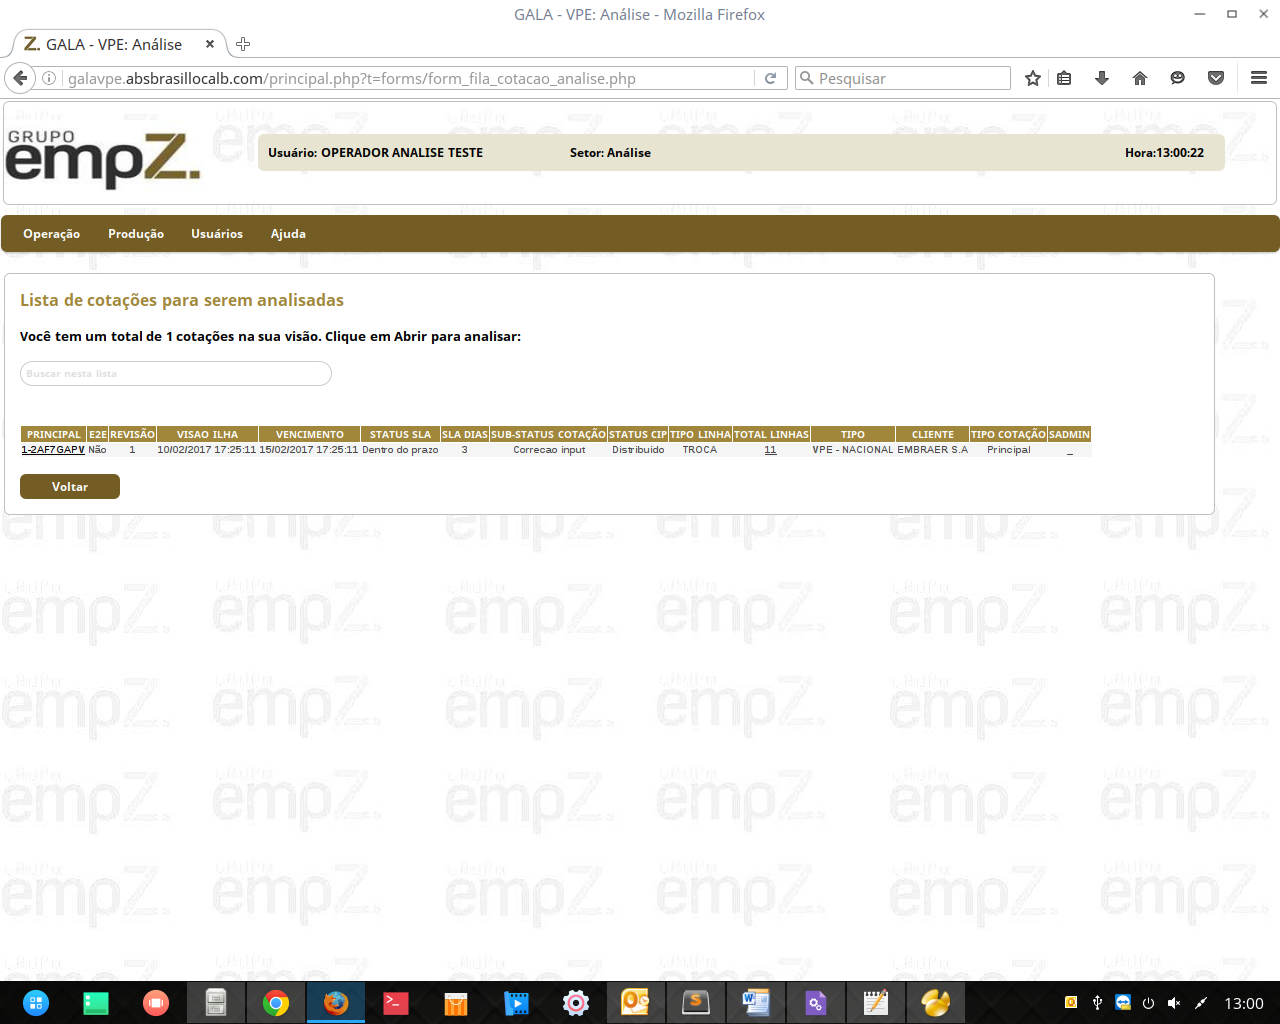 GALA - VPE: Análise - Mozilla Firefox
Z. GALA - VPE: Análise
galavpe.absbrasillocalb.com/principal.php?t=forms/form_fila_cotacao_analise.php
Pesquisar
GRUPO
empZ.
Usuário: OPERADOR ANALISE TESTE Setor: Análise Hora:13:00:22
Operação Produção Usuários Ajuda
Lista de cotações para serem analisadas
Você tem um total de 1 cotações na sua visão. Clique em Abrir para analisar:
Buscar nesta lista
PRINCIPAL E2E REVISÃO VISAO ILHA VENCIMENTO STATUS SLA SLA DIAS SUB-STATUS COTAÇÃO STATUS CIP TIPO LINHA TOTAL LINHAS TIPO CLIENTE TIPO COTAÇÃO SADMIN
1-2AF7GAPV Não 1 10/02/2017 17:25:11 15/02/2017 17:25:11 Dentro do prazo 3 Correcao input Distribuido TROCA 11 VPE - NACIONAL EMBRAER S.A Principal _
Voltar
13:00